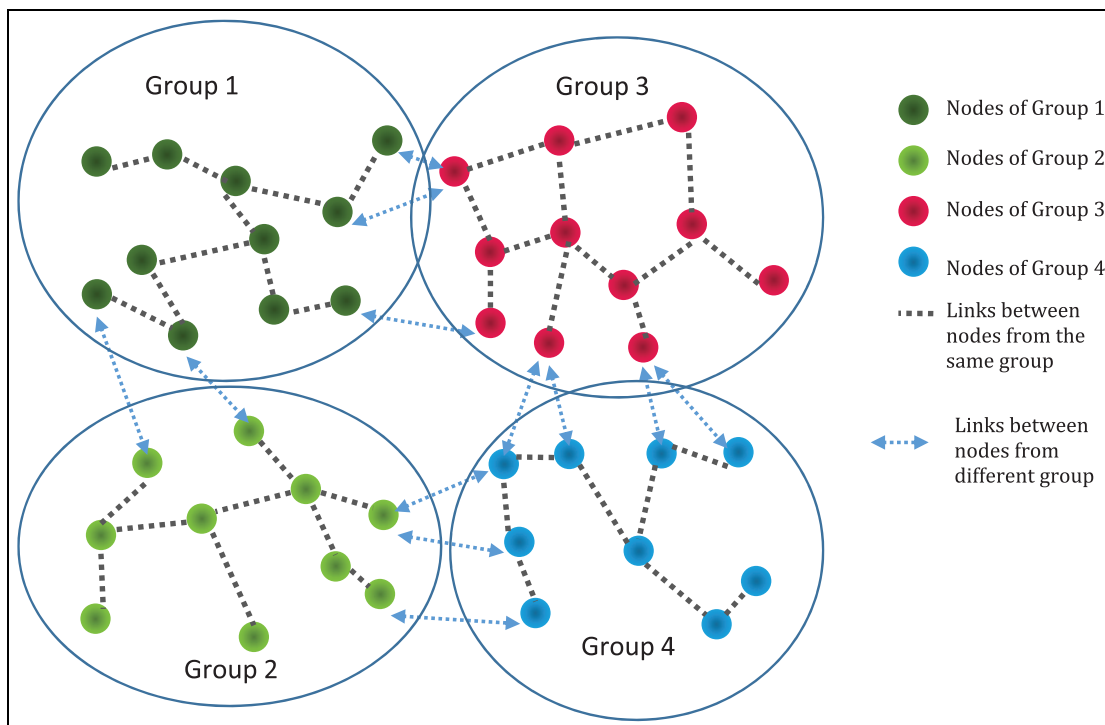 Group 1
Group 3
Group 2
Group 4
Nodes of Group 1
Nodes of Group 2
Nodes of Group 3
Nodes of Group 4
Links between
nodes from the
same group
Links between
nodes from
different group